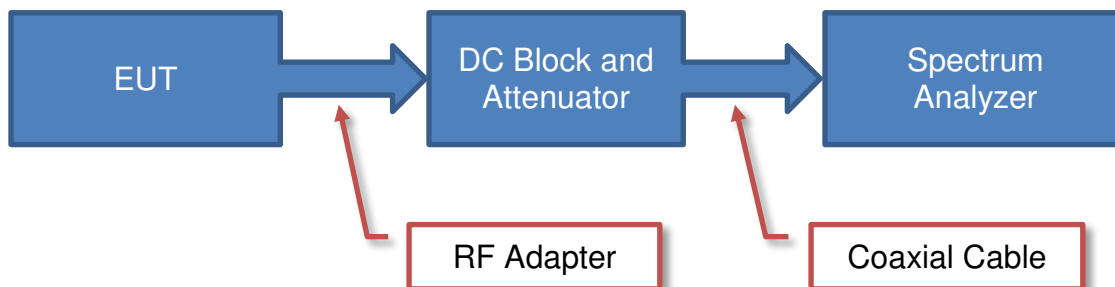 EUT
DC Block and
Attenuator
Spectrum
Analyzer
RF Adapter
Coaxial Cable